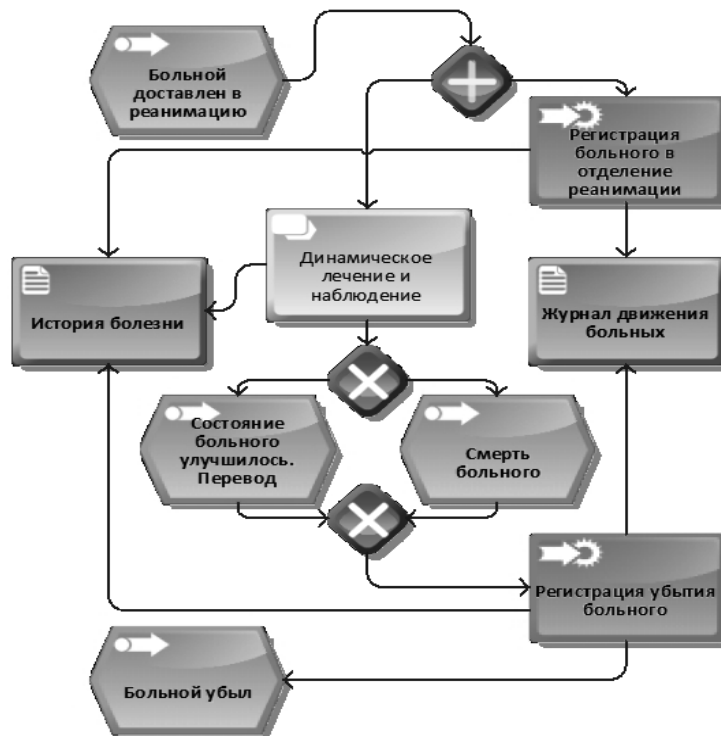 Больной
доставлен в
реанимацию
Регистрация
больного в
отделение
реанимации
Динамическое
лечение и
наблюдение
История болезни
Журнал движения
больных
Состояние
больного
улучшилось.
Перевод
Смерть
больного
Регистрация убытия
больного
Больной убыл